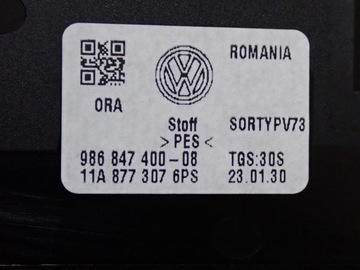 ROMANIA
ORA
Stoff SORTYPV73
>PES<
986 847 400-08 TGS:30S
11A 877 307 6PS 23.01.30